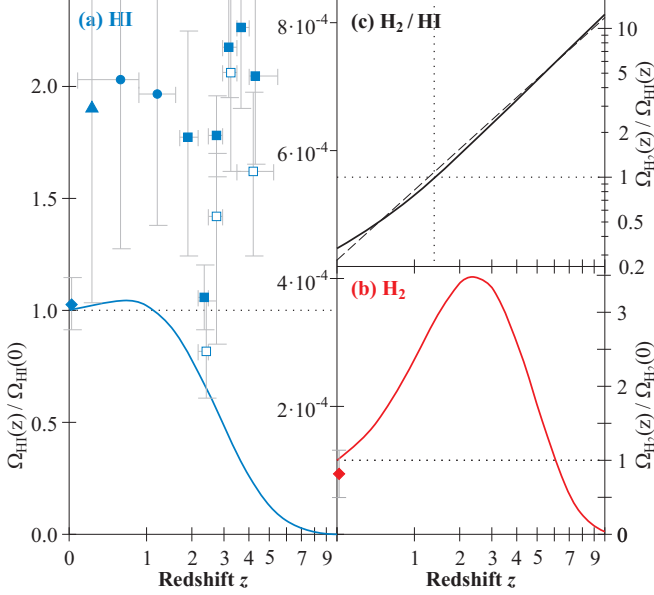 (a) HI
2.0
1.5
1.0
0.5
0.0
Ω_HI(z) / Ω_HI(0)
0 1 2 3 4 5 7 9
Redshift z
8·10⁻⁴
6·10⁻⁴
4·10⁻⁴
2·10⁻⁴
(c) H₂ / HI
10
5
2
1
0.5
0.2
Ω_H₂(z) / Ω_HI(z)
(b) H₂
3
2
1
0
Ω_H₂(z) / Ω_H₂(0)
1 2 3 4 5 7 9
Redshift z